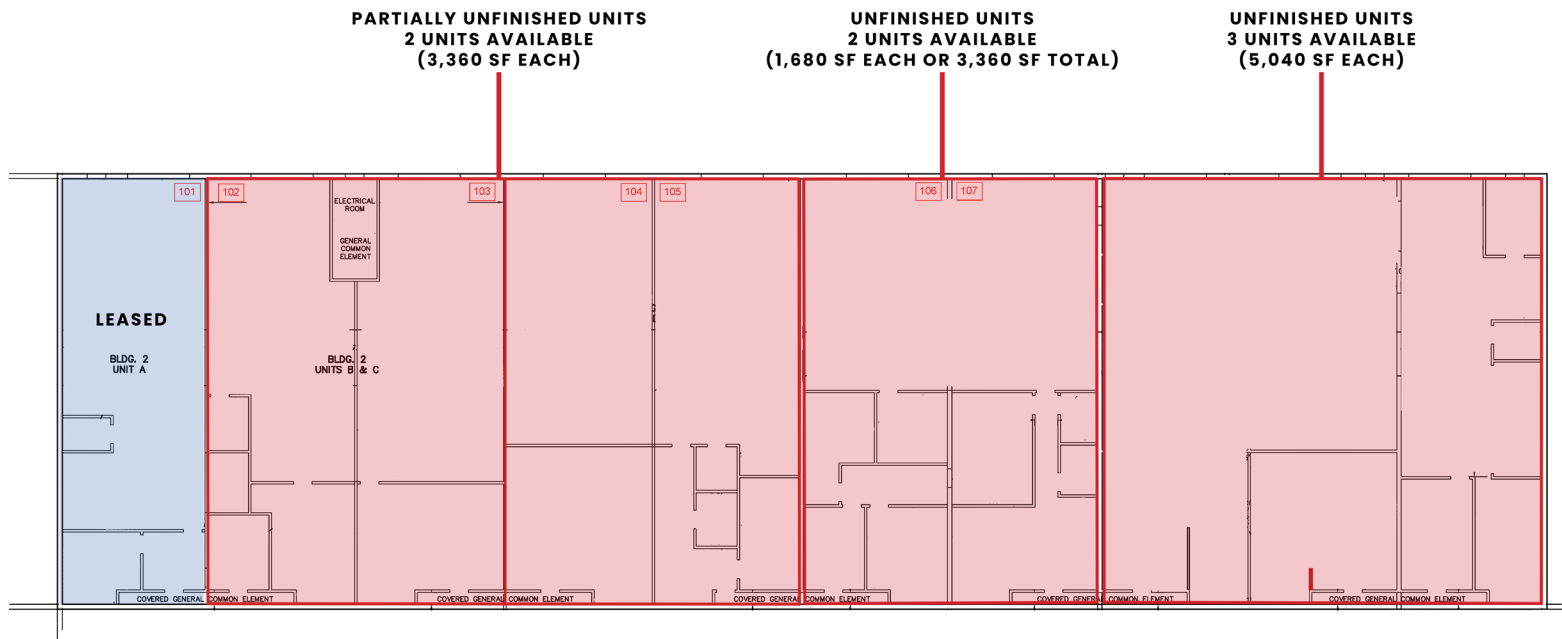 PARTIALLY UNFINISHED UNITS
2 UNITS AVAILABLE
(3,360 SF EACH)
UNFINISHED UNITS
2 UNITS AVAILABLE
(1,680 SF EACH OR 3,360 SF TOTAL)
UNFINISHED UNITS
3 UNITS AVAILABLE
(5,040 SF EACH)
101
102
103
104
105
106
107
ELECTRICAL
ROOM
GENERAL
COMMON
ELEMENT
LEASED
BLDG. 2
UNIT A
BLDG. 2
UNITS B & C
COVERED GENERAL COMMON ELEMENT
COVERED GENERAL COMMON ELEMENT
COVERED GENERAL COMMON ELEMENT
COVERED GENERAL COMMON ELEMENT
COVERED GENERAL COMMON ELEMENT